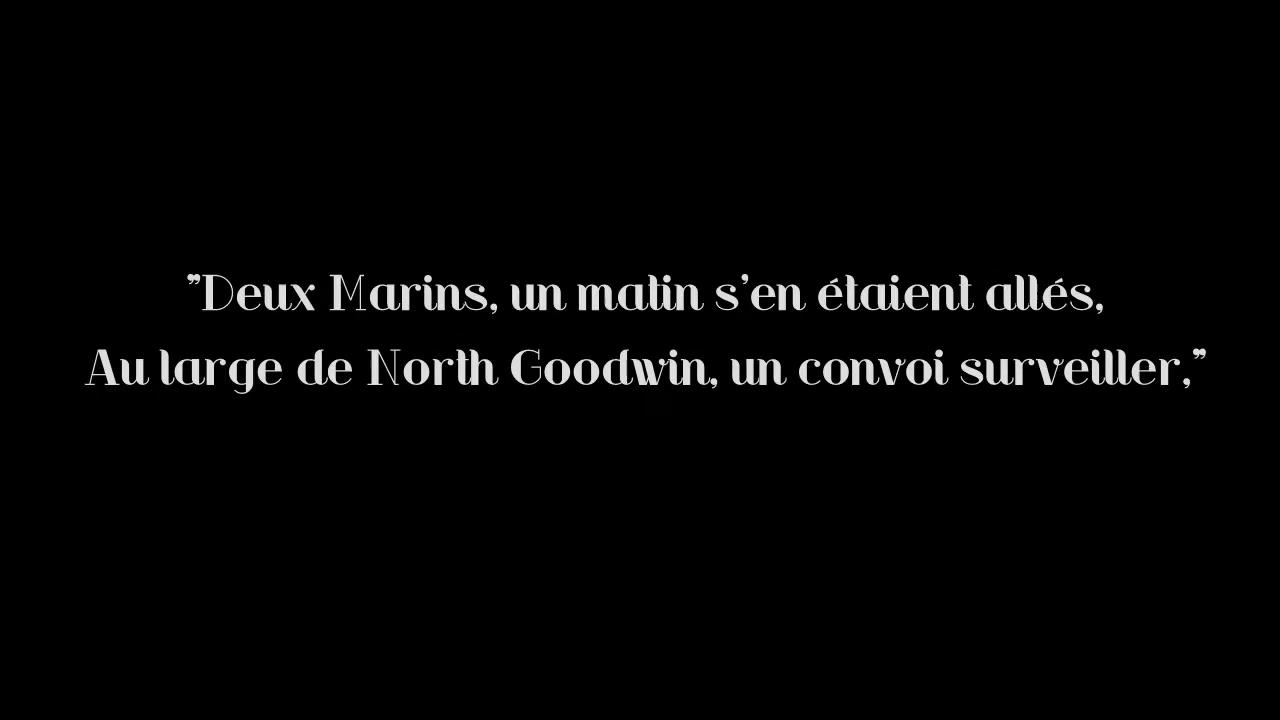 "Deux Marins, un matin s'en étaient allés,
Au large de North Goodwin, un convoi surveiller,"